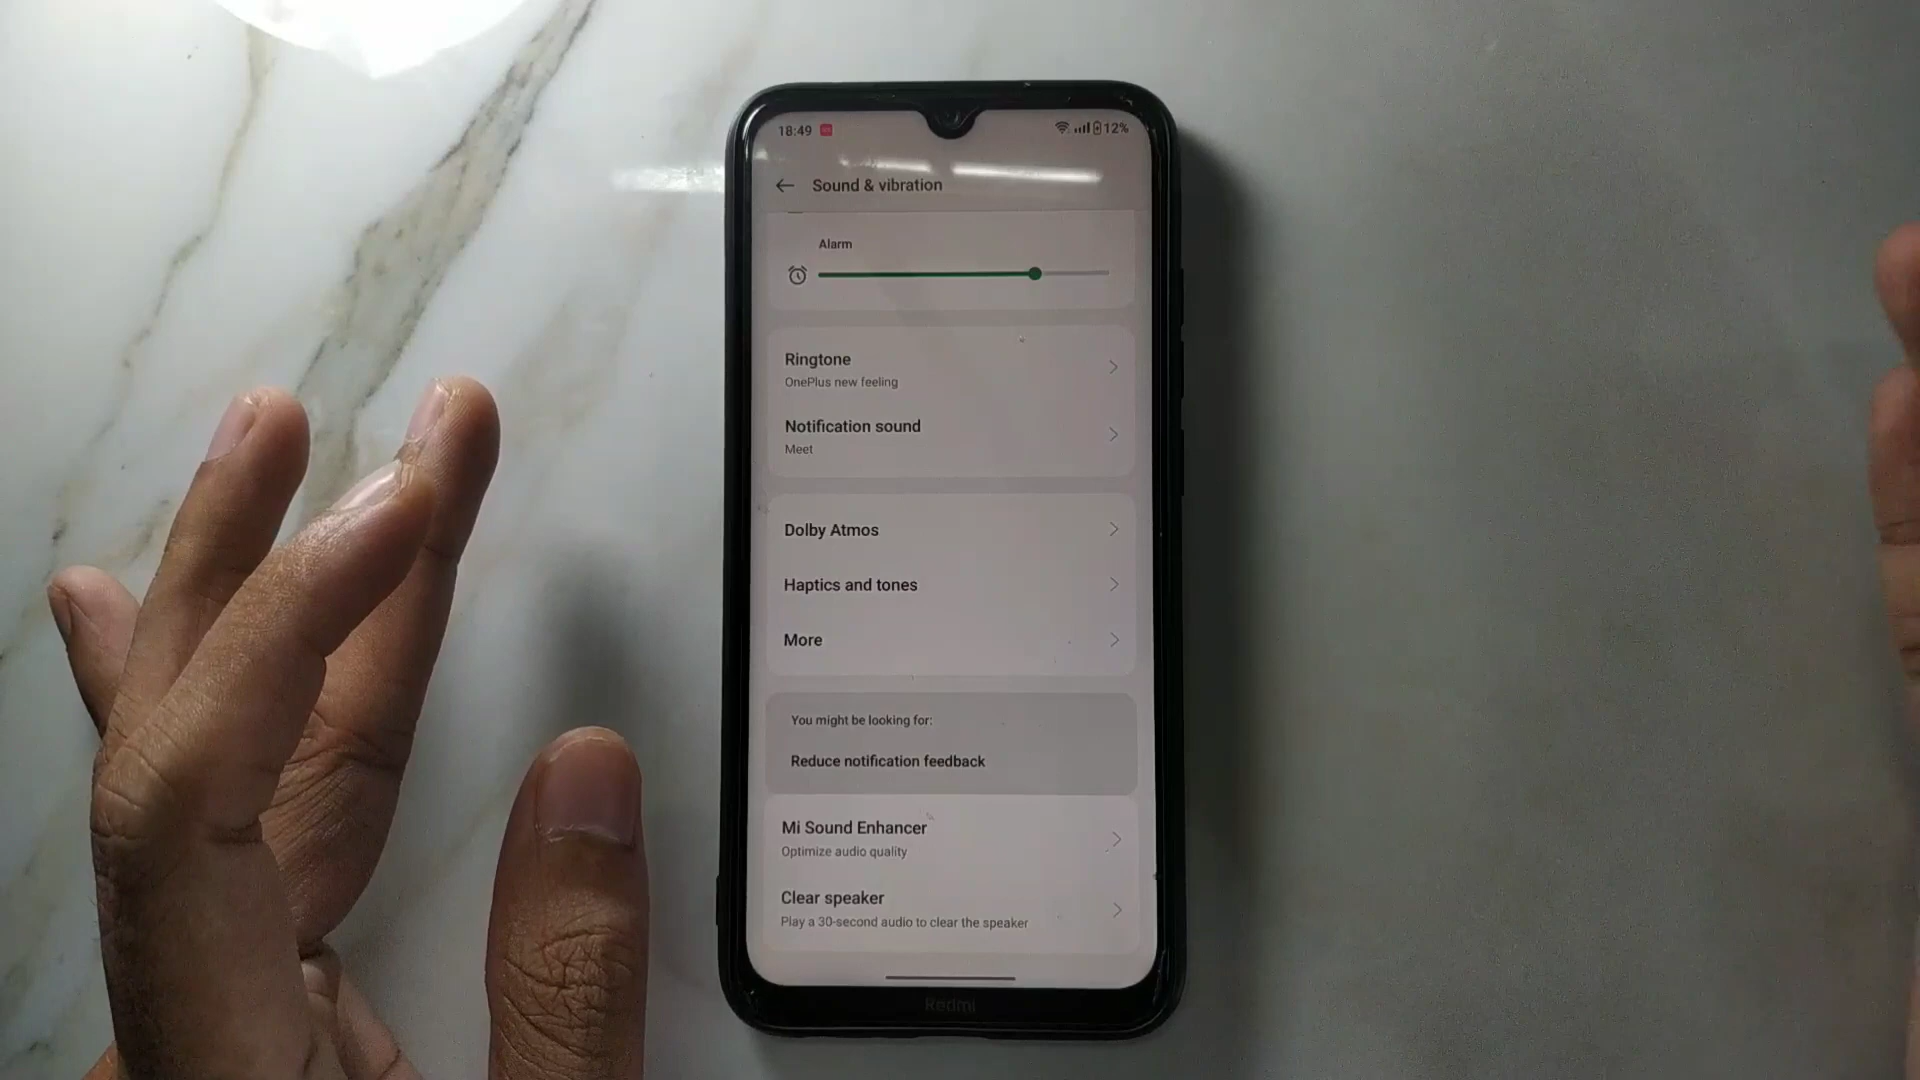 18:49
12%
Sound & vibration
Alarm
Ringtone
OnePlus new feeling
Notification sound
Meet
Dolby Atmos
Haptics and tones
More
You might be looking for:
Reduce notification feedback
Mi Sound Enhancer
Optimize audio quality
Clear speaker
Play a 30-second audio to clear the speaker
Redmi